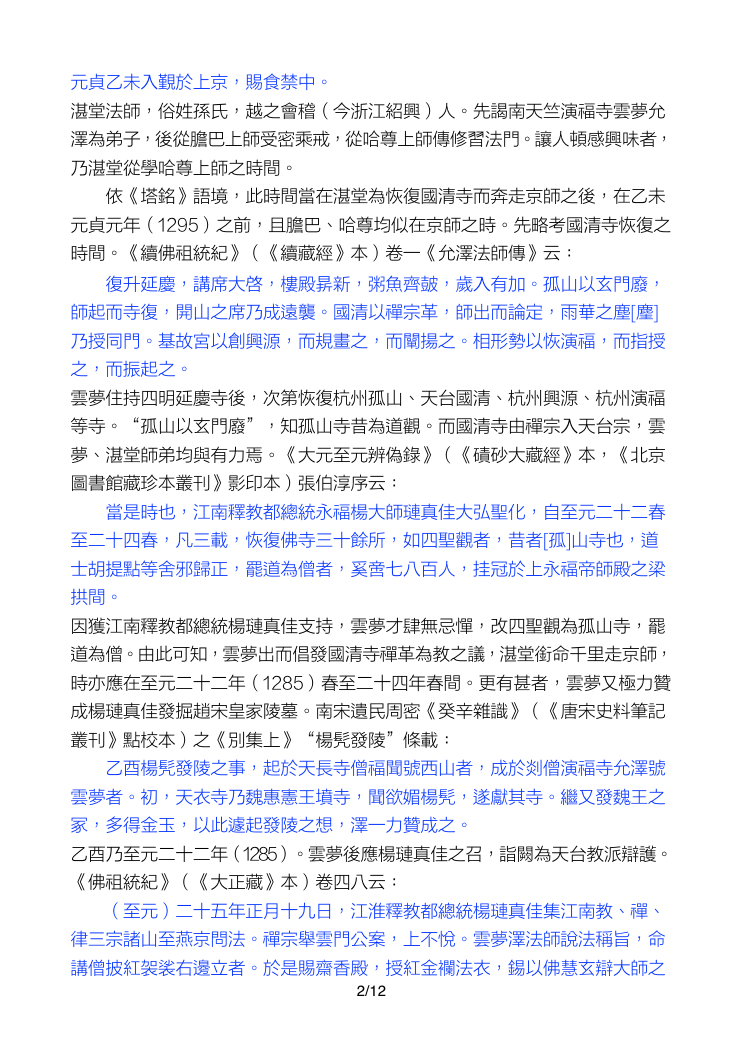 元貞乙未入覲於上京，賜食禁中。
湛堂法師，俗姓孫氏，越之會稽（今浙江紹興）人。先謁南天竺演福寺雲夢允
澤為弟子，後從膽巴上師受密乘戒，從哈尊上師傳修習法門。讓人頓感興味者，
乃湛堂從學哈尊上師之時間。
依《塔銘》語境，此時間當在湛堂為恢復國清寺而奔走京師之後，在乙未
元貞元年（1295）之前，且膽巴、哈尊均似在京師之時。先略考國清寺恢復之
時間。《續佛祖統紀》（《續藏經》本）卷一《允澤法師傳》云：
復升延慶，講席大啓，樓殿曻新，粥魚齊皷，歲入有加。孤山以玄門廢，
師起而寺復，開山之席乃成遠襲。國清以禪宗革，師出而論定，雨華之塵[麈]
乃授同門。基故宮以創興源，而規畫之，而闡揚之。相形勢以恢演福，而指授
之，而振起之。
雲夢住持四明延慶寺後，次第恢復杭州孤山、天台國清、杭州興源、杭州演福
等寺。“孤山以玄門廢”，知孤山寺昔為道觀。而國清寺由禪宗入天台宗，雲
夢、湛堂師弟均與有力焉。《大元至元辨偽錄》（《磧砂大藏經》本，《北京
圖書館藏珍本叢刊》影印本）張伯淳序云：
當是時也，江南釋教都總統永福楊大師璉真佳大弘聖化，自至元二十二春
至二十四春，凡三載，恢復佛寺三十餘所，如四聖觀者，昔者[孤]山寺也，道
士胡提點等舍邪歸正，罷道為僧者，奚啻七八百人，挂冠於上永福帝師殿之梁
拱間。
因獲江南釋教都總統楊璉真佳支持，雲夢才肆無忌憚，改四聖觀為孤山寺，罷
道為僧。由此可知，雲夢出而倡發國清寺禪革為教之議，湛堂銜命千里走京師，
時亦應在至元二十二年（1285）春至二十四年春間。更有甚者，雲夢又極力贊
成楊璉真佳發掘趙宋皇家陵墓。南宋遺民周密《癸辛雜識》（《唐宋史料筆記
叢刊》點校本）之《別集上》“楊髠發陵”條載：
乙酉楊髠發陵之事，起於天長寺僧福聞號西山者，成於剡僧演福寺允澤號
雲夢者。初，天衣寺乃魏惠憲王墳寺，聞欲媚楊髠，遂獻其寺。繼又發魏王之
冢，多得金玉，以此遽起發陵之想，澤一力贊成之。
乙酉乃至元二十二年（1285）。雲夢後應楊璉真佳之召，詣闕為天台教派辯護。
《佛祖統紀》（《大正藏》本）卷四八云：
（至元）二十五年正月十九日，江淮釋教都總統楊璉真佳集江南教、禪、
律三宗諸山至燕京問法。禪宗舉雲門公案，上不悅。雲夢澤法師說法稱旨，命
講僧披紅袈裟右邊立者。於是賜齋香殿，授紅金襴法衣，錫以佛慧玄辯大師之
2/12